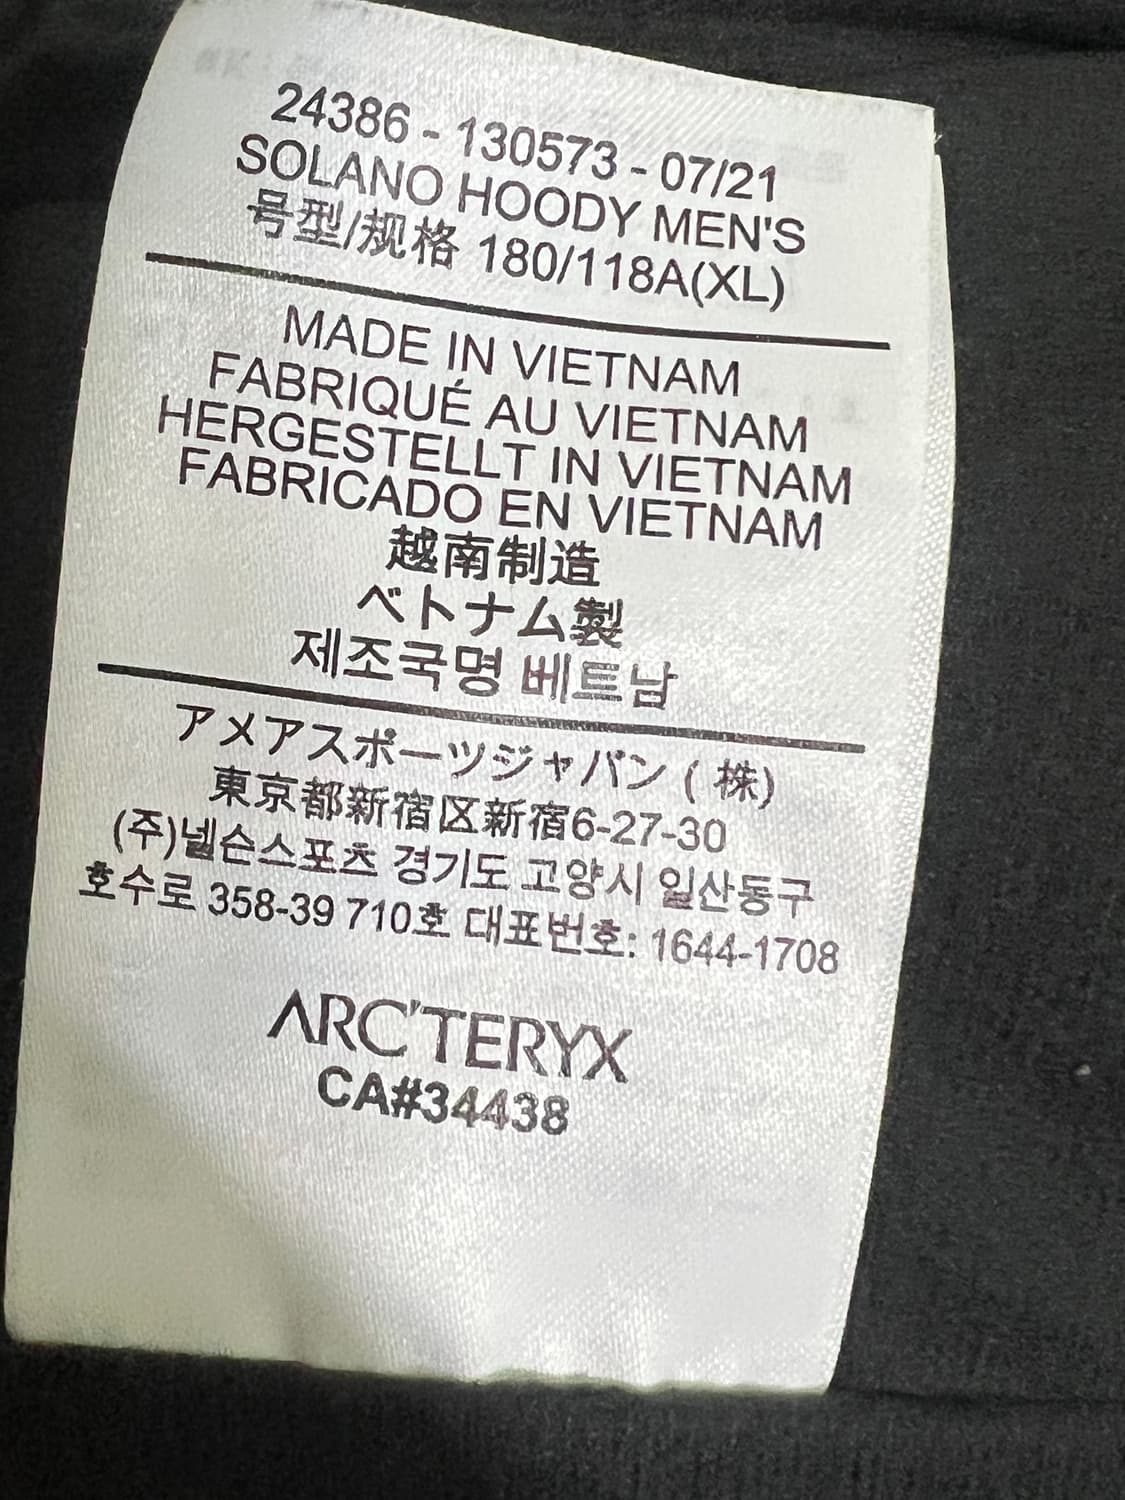 24386 - 130573 - 07/21
SOLANO HOODY MEN'S
号型/规格 180/118A(XL)
MADE IN VIETNAM
FABRIQUÉ AU VIETNAM
HERGESTELLT IN VIETNAM
FABRICADO EN VIETNAM
越南制造
ベトナム製
제조국명 베트남
アメアスポーツジャパン ( 株)
東京都新宿区新宿6-27-30
(주)넬슨스포츠 경기도 고양시 일산동구
호수로 358-39 710호 대표번호: 1644-1708
ARC'TERYX
CA#34438